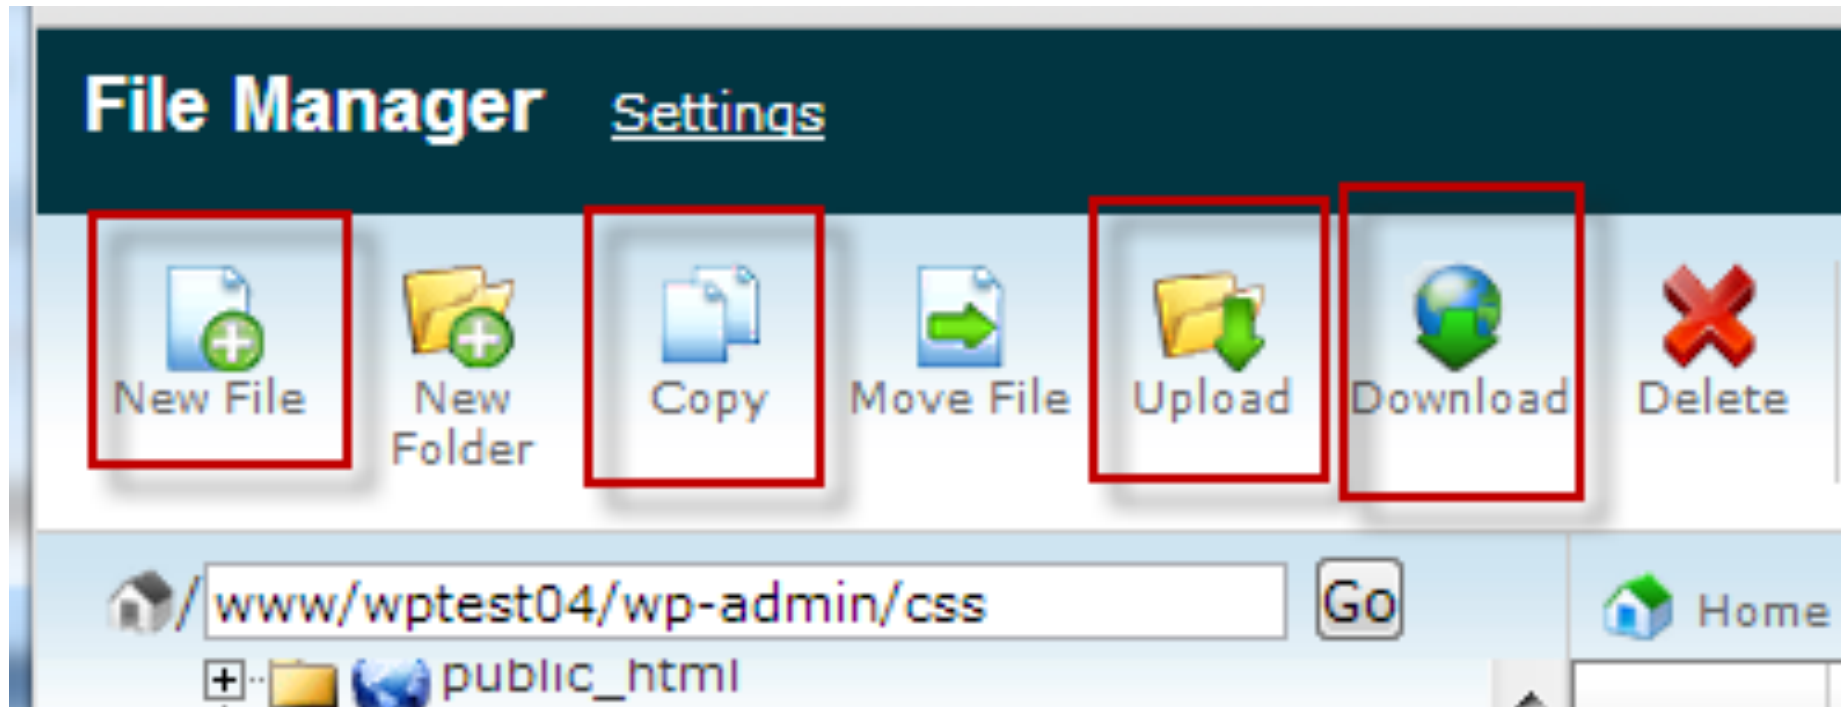 File Manager Settings
New File New Folder Copy Move File Upload Download Delete
/ www/wptest04/wp-admin/css Go Home
public_html